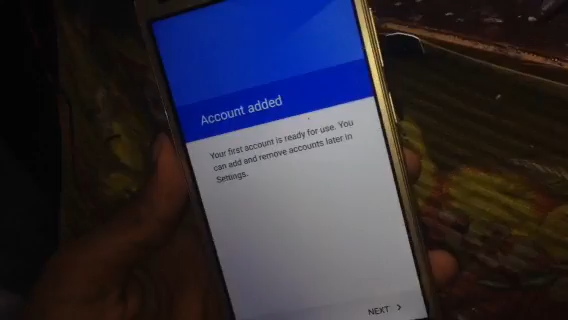 Account added
Your first account is ready for use. You
can add and remove accounts later in
Settings.
NEXT >